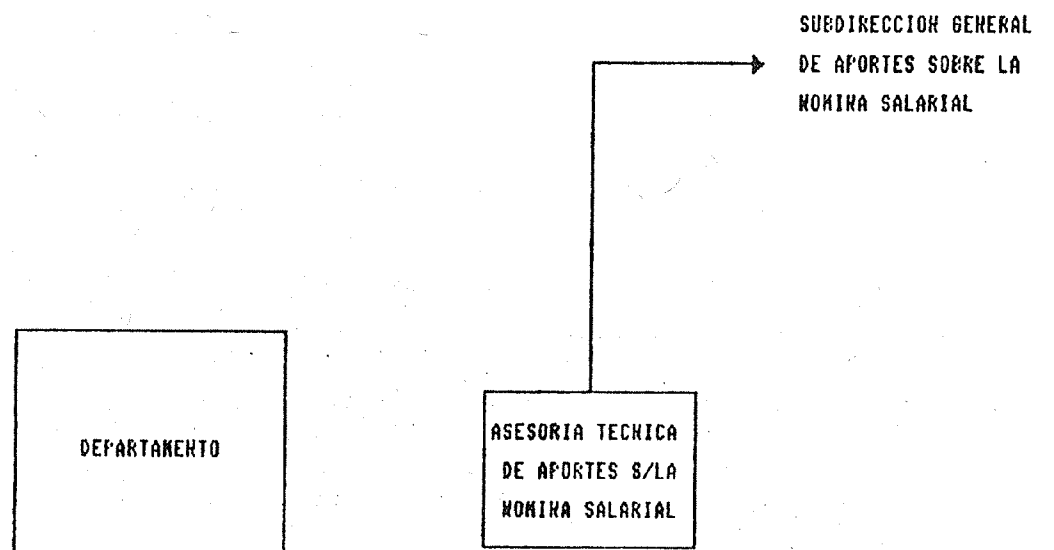 SUBDIRECCION GENERAL
DE APORTES SOBRE LA
NOMINA SALARIAL
DEPARTAMENTO
ASESORIA TECNICA
DE APORTES S/LA
NOMINA SALARIAL